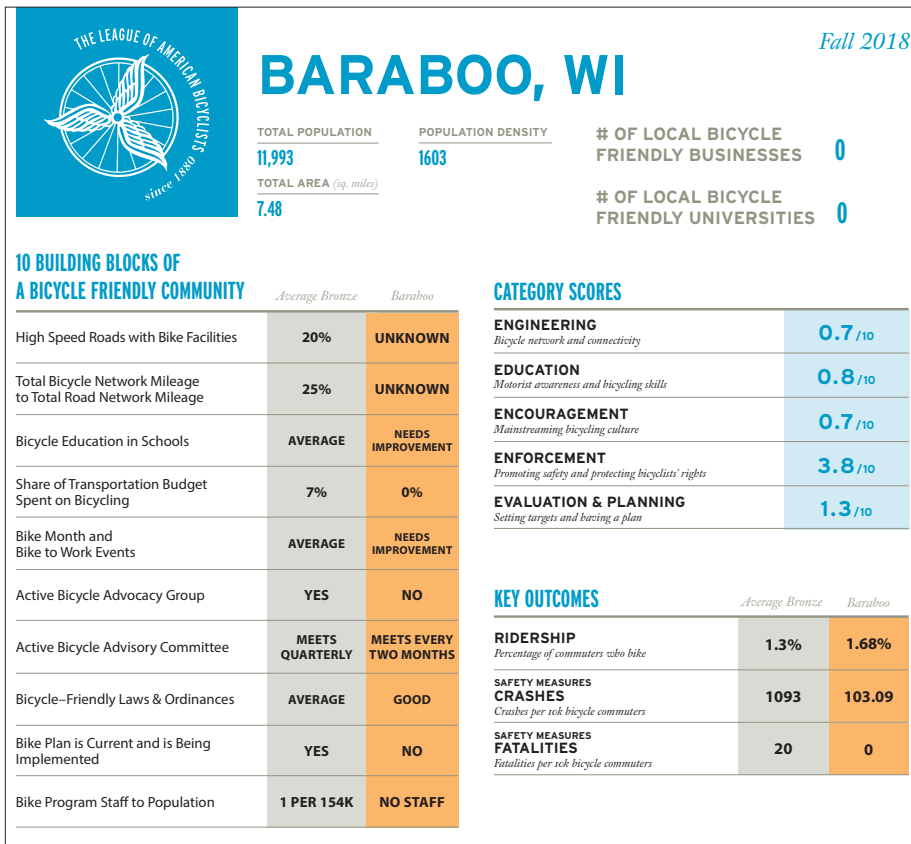 THE LEAGUE OF AMERICAN BICYCLISTS
since 1880
Fall 2018
BARABOO, WI
TOTAL POPULATION
11,993
POPULATION DENSITY
1603
TOTAL AREA (sq. miles)
7.48
# OF LOCAL BICYCLE
FRIENDLY BUSINESSES 0
# OF LOCAL BICYCLE
FRIENDLY UNIVERSITIES 0
10 BUILDING BLOCKS OF
A BICYCLE FRIENDLY COMMUNITY Average Bronze Baraboo
High Speed Roads with Bike Facilities 20% UNKNOWN
Total Bicycle Network Mileage
to Total Road Network Mileage 25% UNKNOWN
Bicycle Education in Schools AVERAGE NEEDS
IMPROVEMENT
Share of Transportation Budget
Spent on Bicycling 7% 0%
Bike Month and
Bike to Work Events AVERAGE NEEDS
IMPROVEMENT
Active Bicycle Advocacy Group YES NO
Active Bicycle Advisory Committee MEETS
QUARTERLY MEETS EVERY
TWO MONTHS
Bicycle–Friendly Laws & Ordinances AVERAGE GOOD
Bike Plan is Current and is Being
Implemented YES NO
Bike Program Staff to Population 1 PER 154K NO STAFF
CATEGORY SCORES
ENGINEERING
Bicycle network and connectivity 0.7/10
EDUCATION
Motorist awareness and bicycling skills 0.8/10
ENCOURAGEMENT
Mainstreaming bicycling culture 0.7/10
ENFORCEMENT
Promoting safety and protecting bicyclists' rights 3.8/10
EVALUATION & PLANNING
Setting targets and having a plan 1.3/10
KEY OUTCOMES Average Bronze Baraboo
RIDERSHIP
Percentage of commuters who bike 1.3% 1.68%
SAFETY MEASURES
CRASHES
Crashes per 10k bicycle commuters 1093 103.09
SAFETY MEASURES
FATALITIES
Fatalities per 10k bicycle commuters 20 0